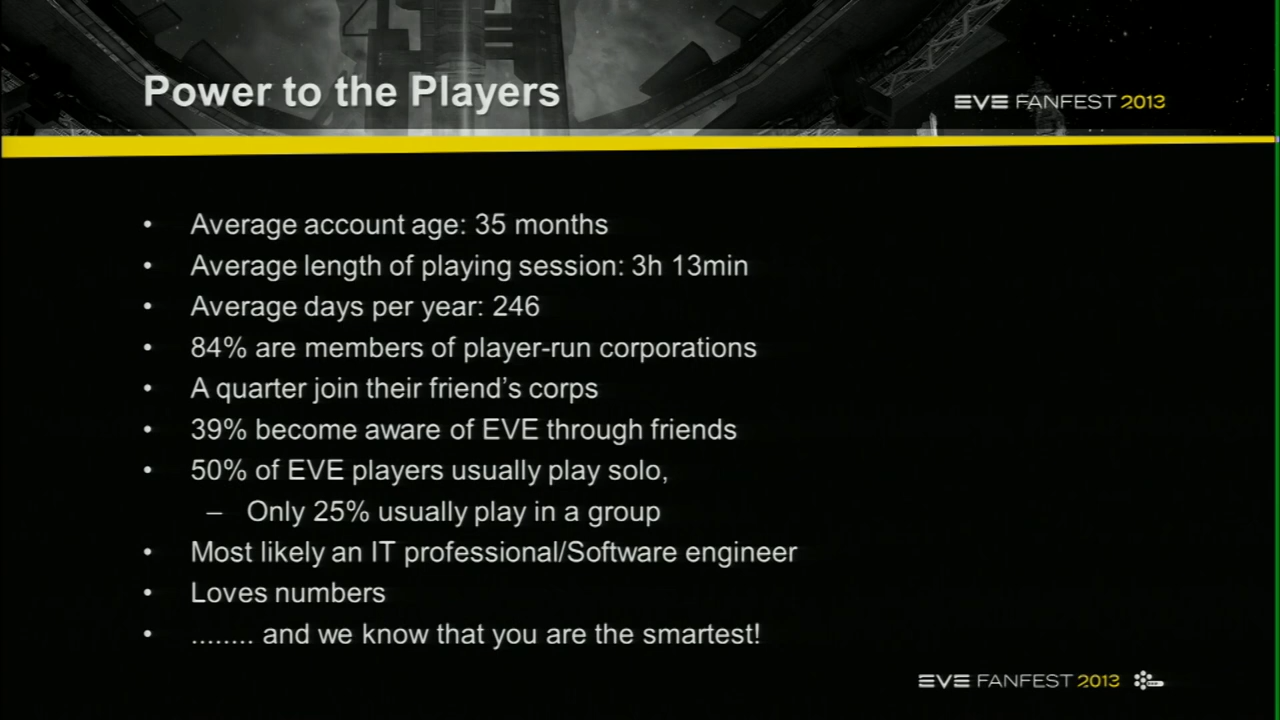 Power to the Players
EVE FANFEST 2013
• Average account age: 35 months
• Average length of playing session: 3h 13min
• Average days per year: 246
• 84% are members of player-run corporations
• A quarter join their friend’s corps
• 39% become aware of EVE through friends
• 50% of EVE players usually play solo,
– Only 25% usually play in a group
• Most likely an IT professional/Software engineer
• Loves numbers
• ........ and we know that you are the smartest!
EVE FANFEST 2013